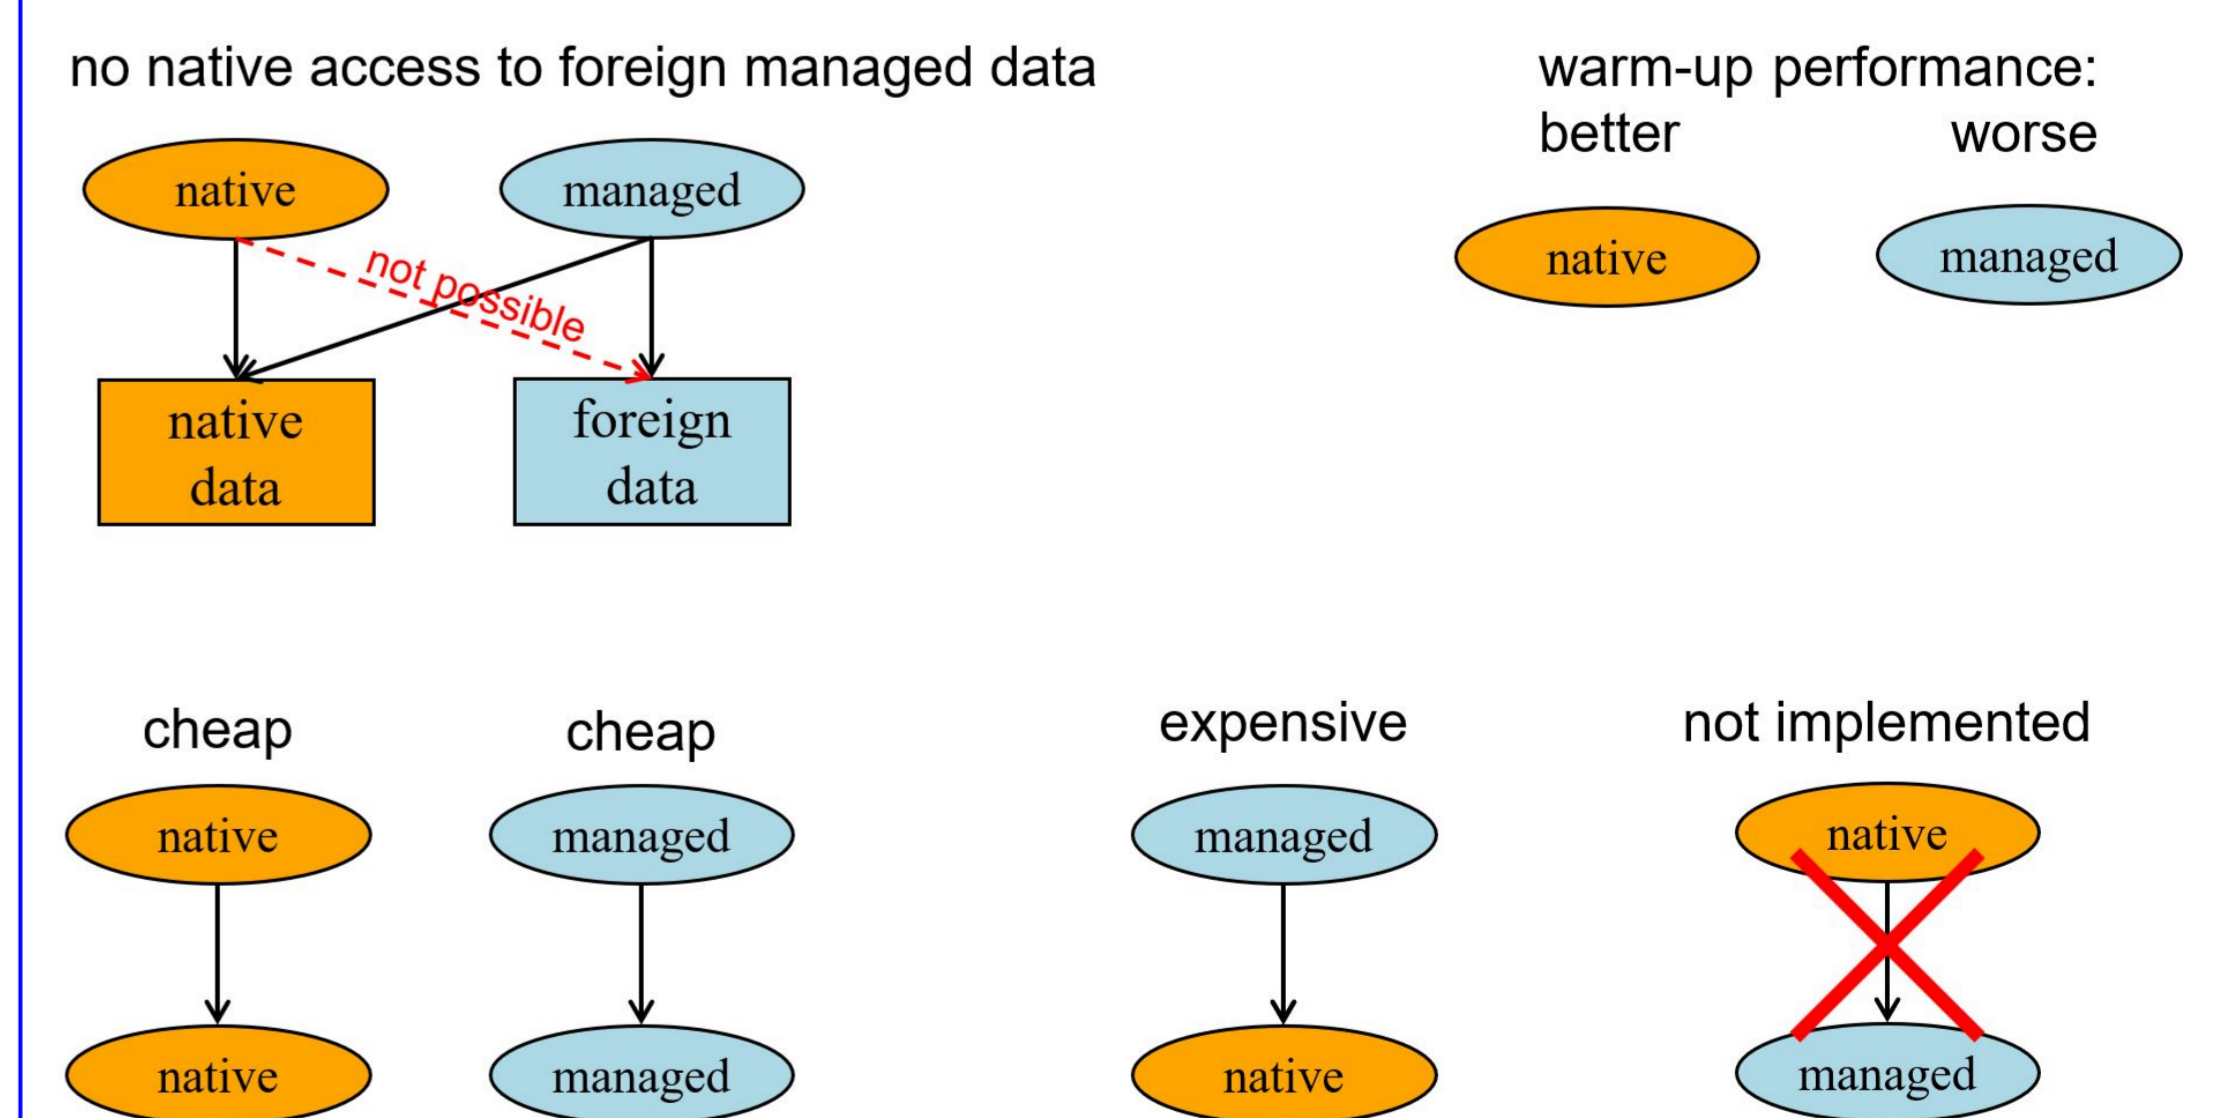 no native access to foreign managed data
native
managed
not possible
native
data
foreign
data
warm-up performance:
better worse
native
managed
cheap
native
native
cheap
managed
managed
expensive
managed
native
not implemented
native
managed